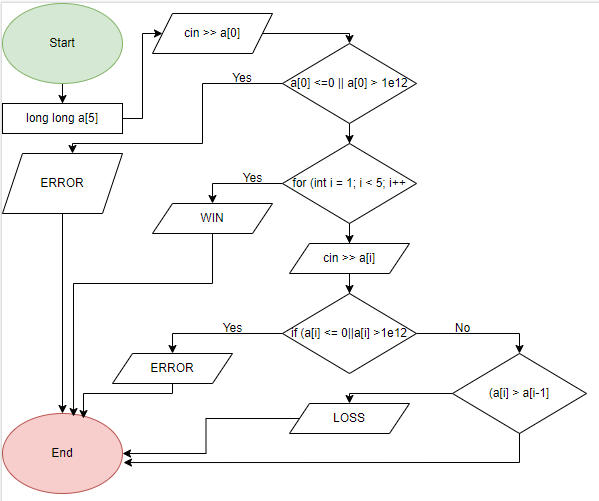 Start
cin >> a[0]
long long a[5]
Yes
a[0] <=0 || a[0] > 1e12
ERROR
Yes
for (int i = 1; i < 5; i++
WIN
cin >> a[i]
Yes
if (a[i] <= 0||a[i] >1e12
No
ERROR
(a[i] > a[i-1]
LOSS
End